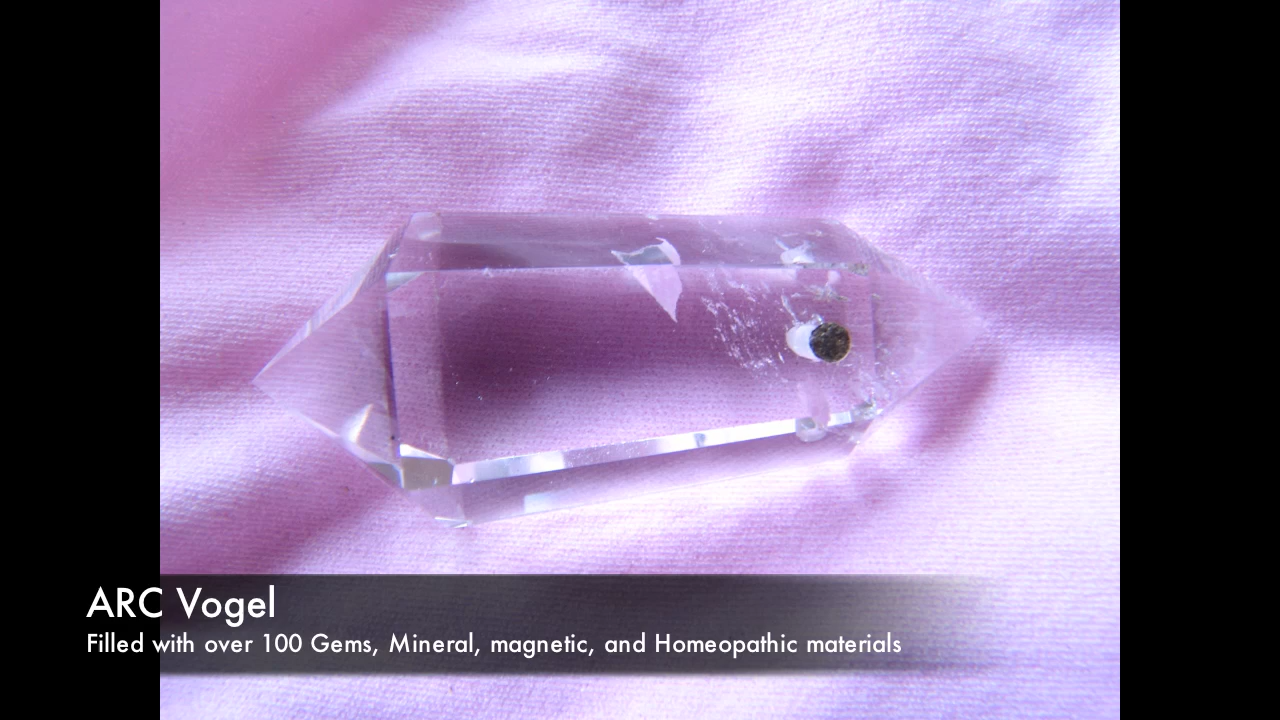 ARC Vogel
Filled with over 100 Gems, Mineral, magnetic, and Homeopathic materials